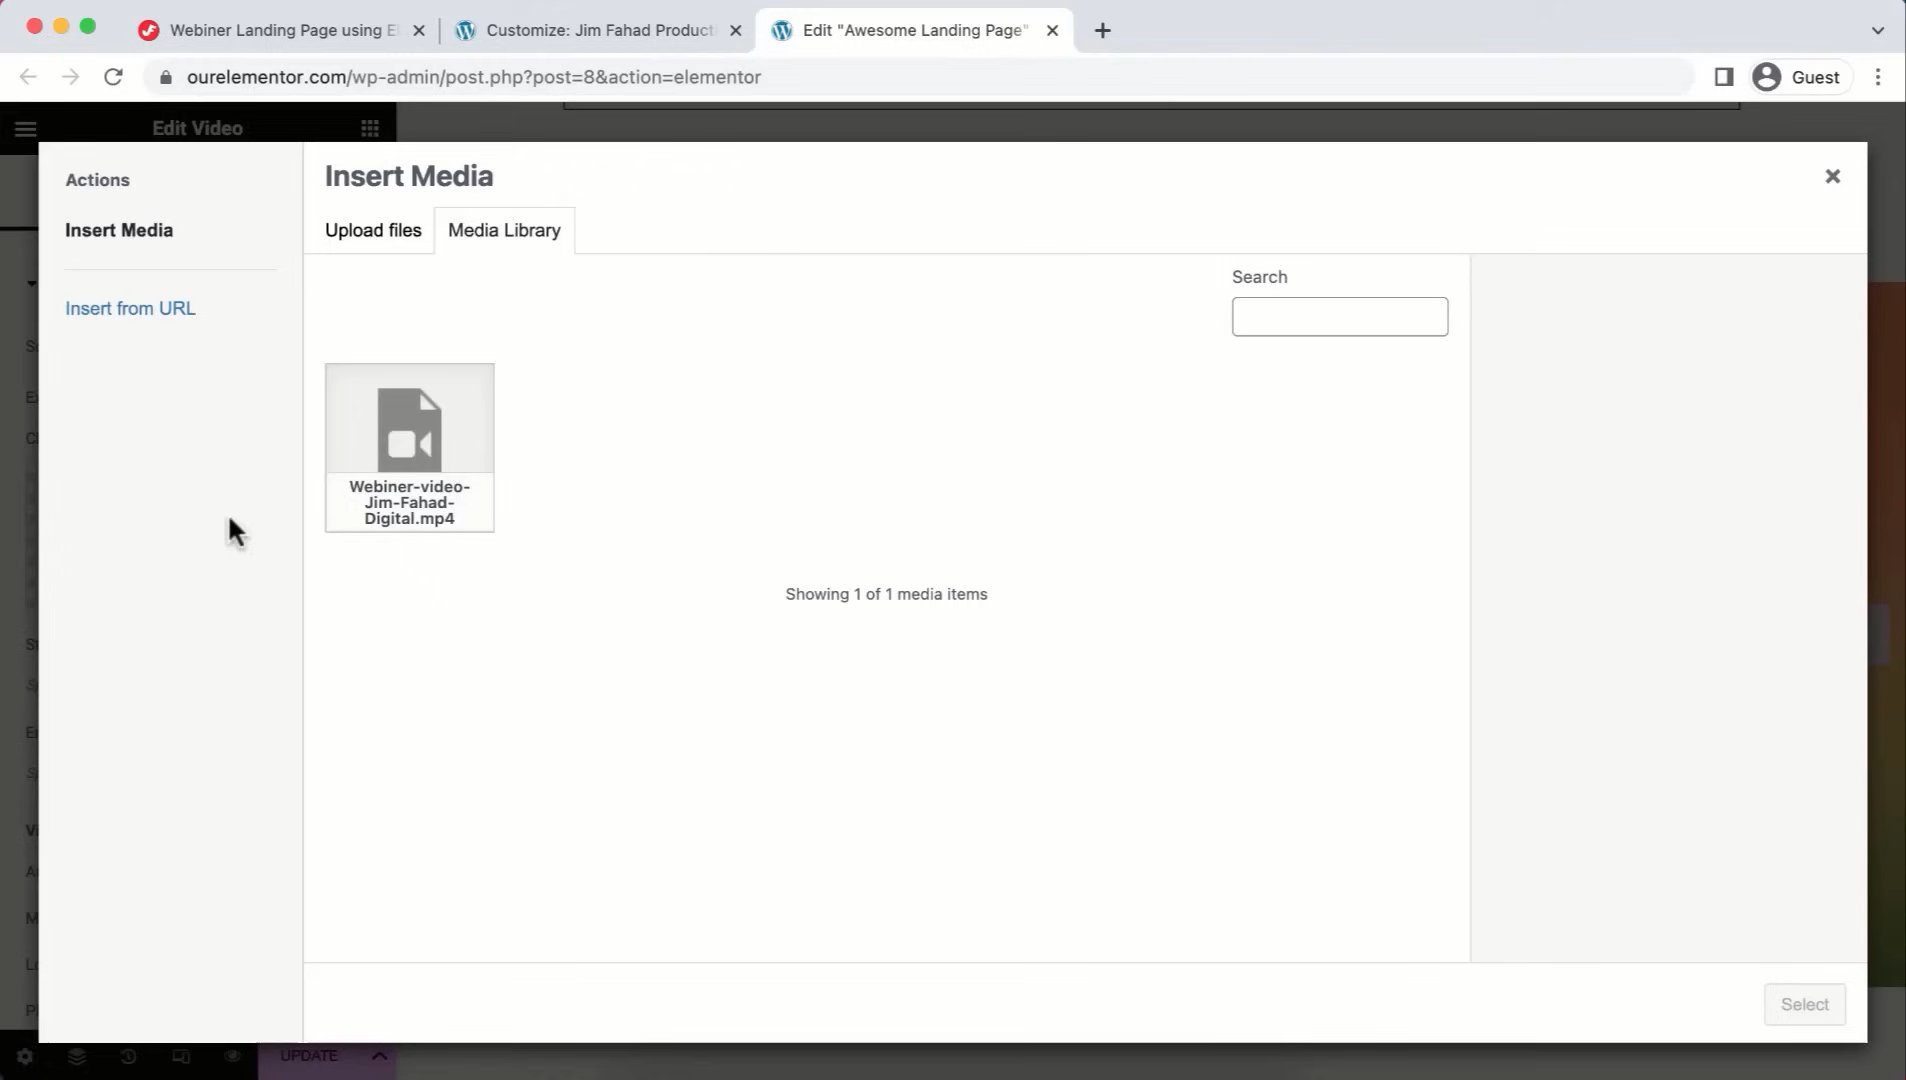 Webiner Landing Page using El
Customize: Jim Fahad Producti
Edit "Awesome Landing Page"
ourelementor.com/wp-admin/post.php?post=8&action=elementor
Guest
Edit Video
Actions
Insert Media
Insert from URL
Insert Media
Upload files
Media Library
Search
Webiner-video-
Jim-Fahad-
Digital.mp4
Showing 1 of 1 media items
Select
UPDATE